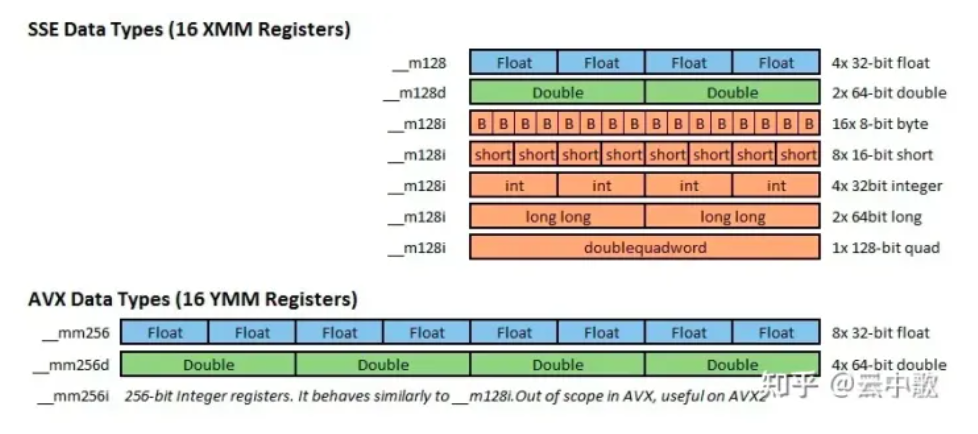 SSE Data Types (16 XMM Registers)
__m128 Float Float Float Float 4x 32-bit float
__m128d Double Double 2x 64-bit double
__m128i B B B B B B B B B B B B B B B B 16x 8-bit byte
__m128i short short short short short short short short 8x 16-bit short
__m128i int int int int 4x 32bit integer
__m128i long long long long 2x 64bit long
__m128i doublequadword 1x 128-bit quad
AVX Data Types (16 YMM Registers)
__mm256 Float Float Float Float Float Float Float Float 8x 32-bit float
__mm256d Double Double Double Double 4x 64-bit double
__mm256i 256-bit Integer registers. It behaves similarly to __m128i.Out of scope in AVX, useful on AVX2
知乎 @云中歌